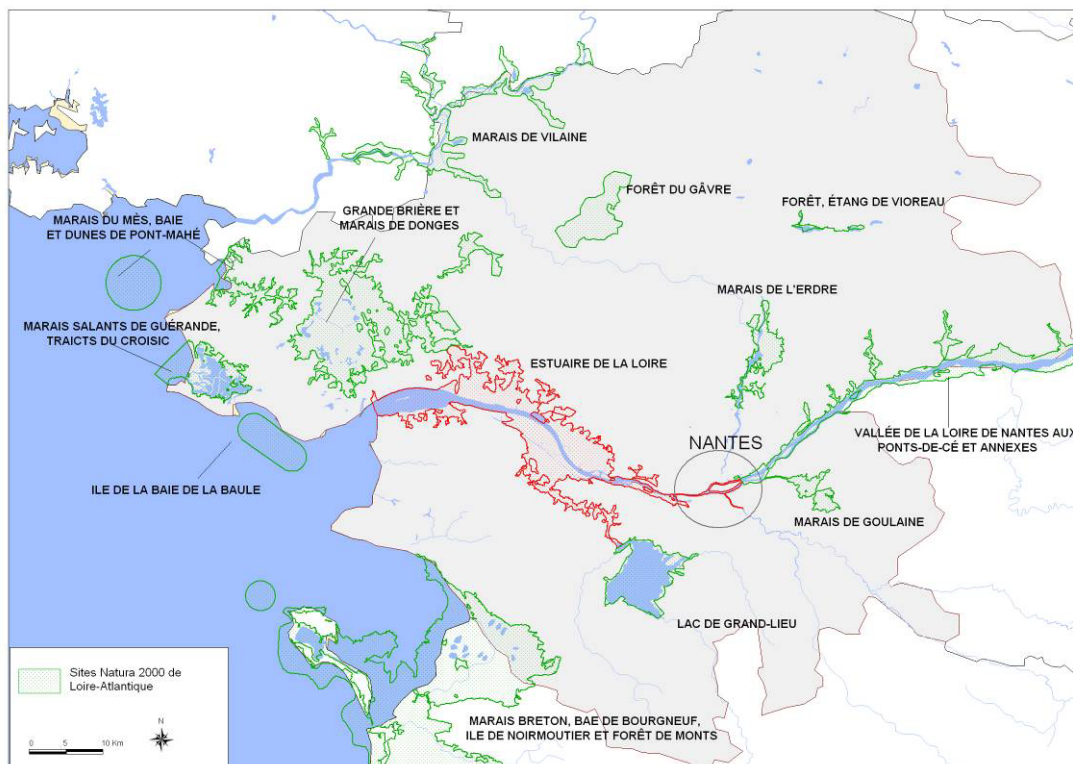 MARAIS DE VILAINE
FORÊT DU GÂVRE
FORÊT, ÉTANG DE VIOREAU
MARAIS DU MÈS, BAIE
ET DUNES DE PONT-MAHÉ
GRANDE BRIÈRE ET
MARAIS DE DONGES
MARAIS DE L'ERDRE
MARAIS SALANTS DE GUÉRANDE,
TRAICTS DU CROISIC
ESTUAIRE DE LA LOIRE
NANTES
VALLÉE DE LA LOIRE DE NANTES AUX
PONTS-DE-CÉ ET ANNEXES
ILE DE LA BAIE DE LA BAULE
MARAIS DE GOULAINE
LAC DE GRAND-LIEU
MARAIS BRETON, BAE DE BOURGNEUF,
ILE DE NOIRMOUTIER ET FORÊT DE MONTS
Sites Natura 2000 de
Loire-Atlantique
N
0 5 10 Km